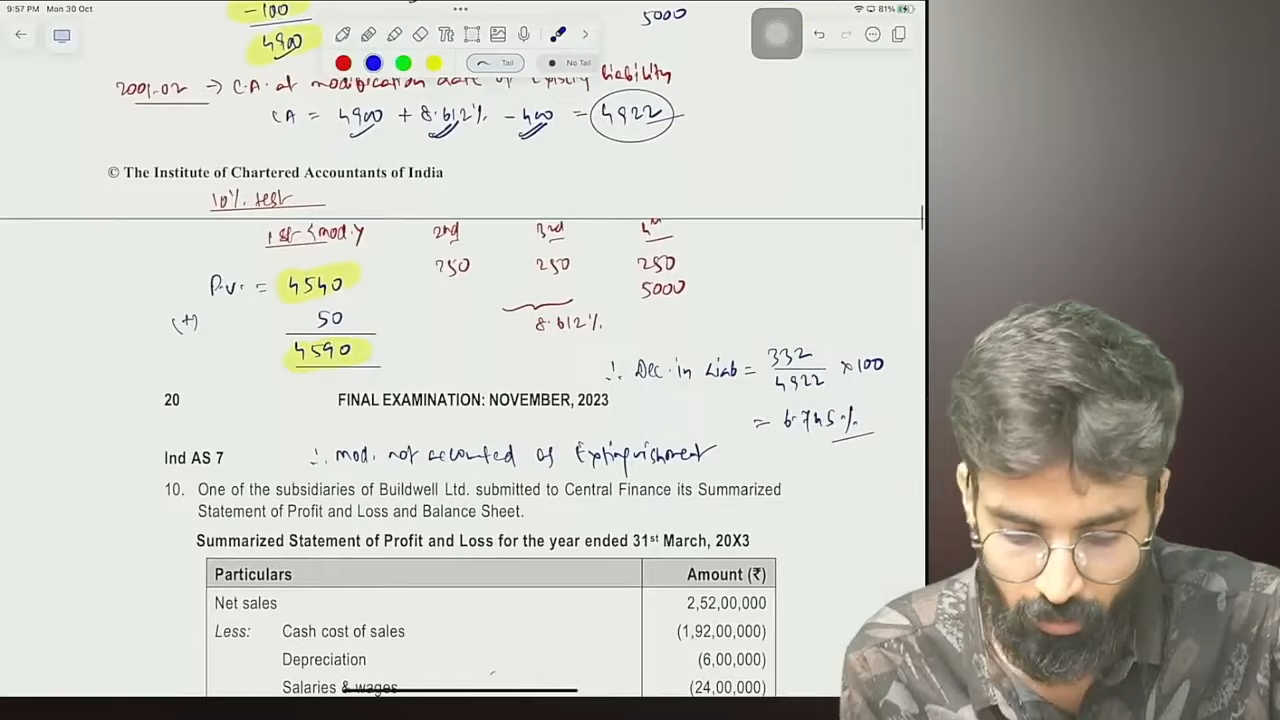 9:57 PM Mon 30 Oct
81%
-100
4900
5000
Tail
No Tail
2001-02 → C.A. at modification date of Existing liability
CA = 4900 + 8.612% - 400 = 4922
© The Institute of Chartered Accountants of India
10% test
1st
2nd 3rd 4th
250 250 250
P.V. = 4540
5000
(+) 50
8.612%
4590
∴ Dec. in Liab = 332 / 4922 × 100
20 FINAL EXAMINATION: NOVEMBER, 2023
= 6.745%
Ind AS 7
∴ mod. not accounted as Extinguishment
10. One of the subsidiaries of Buildwell Ltd. submitted to Central Finance its Summarized
Statement of Profit and Loss and Balance Sheet.
Summarized Statement of Profit and Loss for the year ended 31st March, 20X3
Particulars Amount (₹)
Net sales 2,52,00,000
Less: Cash cost of sales (1,92,00,000)
Depreciation (6,00,000)
Salaries & wages (24,00,000)